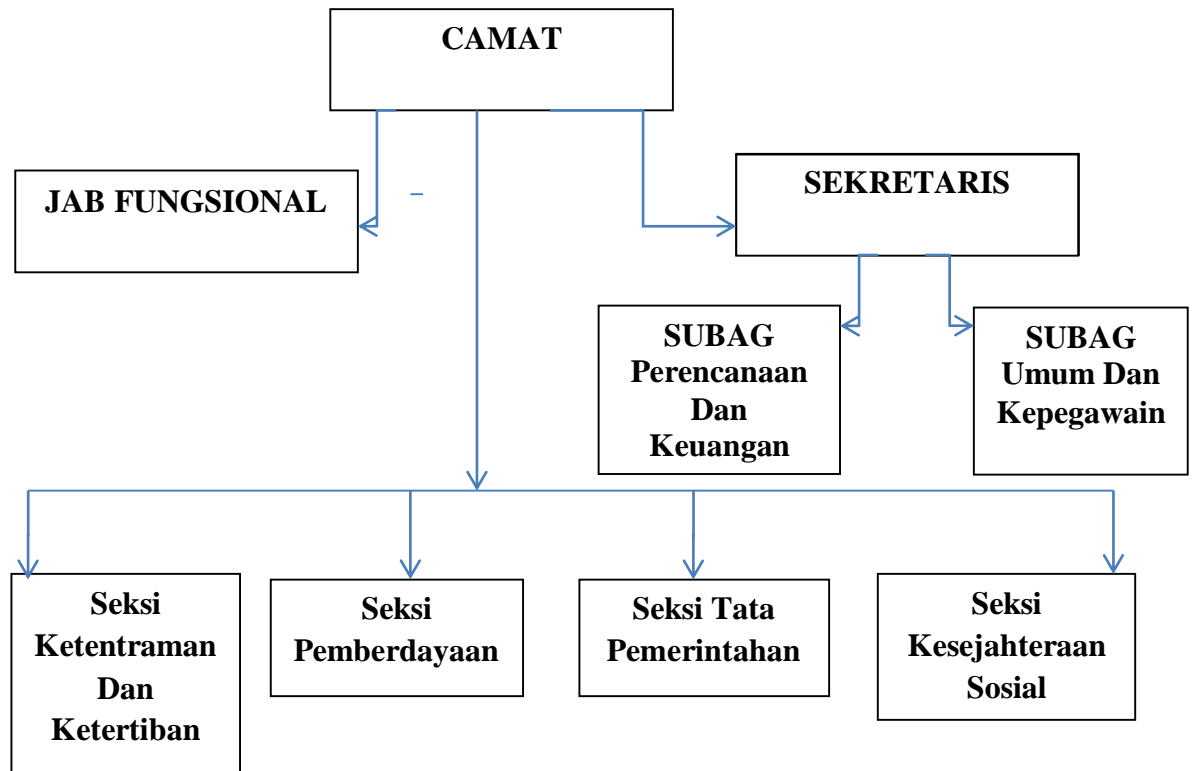 CAMAT
JAB FUNGSIONAL
SEKRETARIS
SUBAG
Perencanaan
Dan
Keuangan
SUBAG
Umum Dan
Kepegawain
Seksi
Ketentraman
Dan
Ketertiban
Seksi
Pemberdayaan
Seksi Tata
Pemerintahan
Seksi
Kesejahteraan
Sosial